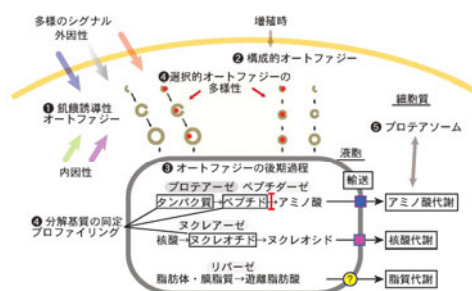 多様のシグナル
外因性
増殖時
❷ 構成的オートファジー
❹選択的オートファジーの
多様性
❶ 飢餓誘導性
オートファジー
内因性
細胞質
❺ プロテアソーム
❸ オートファジーの後期過程
液胞
輸送
プロテアーゼ ペプチダーゼ
タンパク質→ペプチド→アミノ酸
アミノ酸代謝
❹ 分解基質の同定
プロファイリング
ヌクレアーゼ
核酸→ヌクレオチド→ヌクレオシド
核酸代謝
リパーゼ
脂肪体・膜脂質→遊離脂肪酸
?
脂質代謝